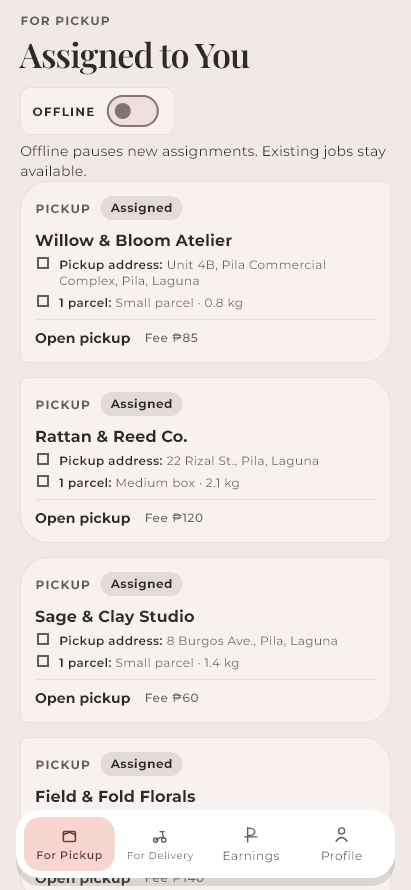 FOR PICKUP
Assigned to You
OFFLINE
Offline pauses new assignments. Existing jobs stay
available.
PICKUP Assigned
Willow & Bloom Atelier
Pickup address: Unit 4B, Pila Commercial
Complex, Pila, Laguna
1 parcel: Small parcel · 0.8 kg
Open pickup Fee ₱85
PICKUP Assigned
Rattan & Reed Co.
Pickup address: 22 Rizal St., Pila, Laguna
1 parcel: Medium box · 2.1 kg
Open pickup Fee ₱120
PICKUP Assigned
Sage & Clay Studio
Pickup address: 8 Burgos Ave., Pila, Laguna
1 parcel: Small parcel · 1.4 kg
Open pickup Fee ₱60
PICKUP Assigned
Field & Fold Florals
For Pickup For Delivery Earnings Profile
Open pickup Fee ₱140